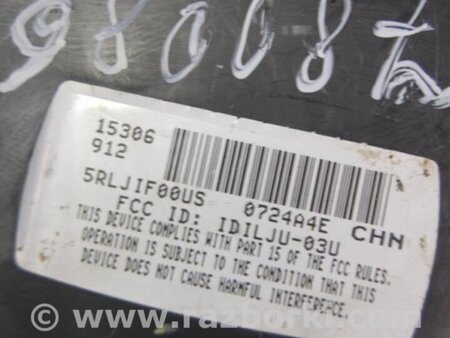 98008Z
15306
912
5RLJIF00US 0724A4E CHN
FCC ID: IDILJU-03U
THIS DEVICE COMPLIES WITH PART 15 OF THE FCC RULES.
OPERATION IS SUBJECT TO THE CONDITION THAT THIS
DEVICE DOES NOT CAUSE HARMFUL INTERFERENCE.
www.razborki.com